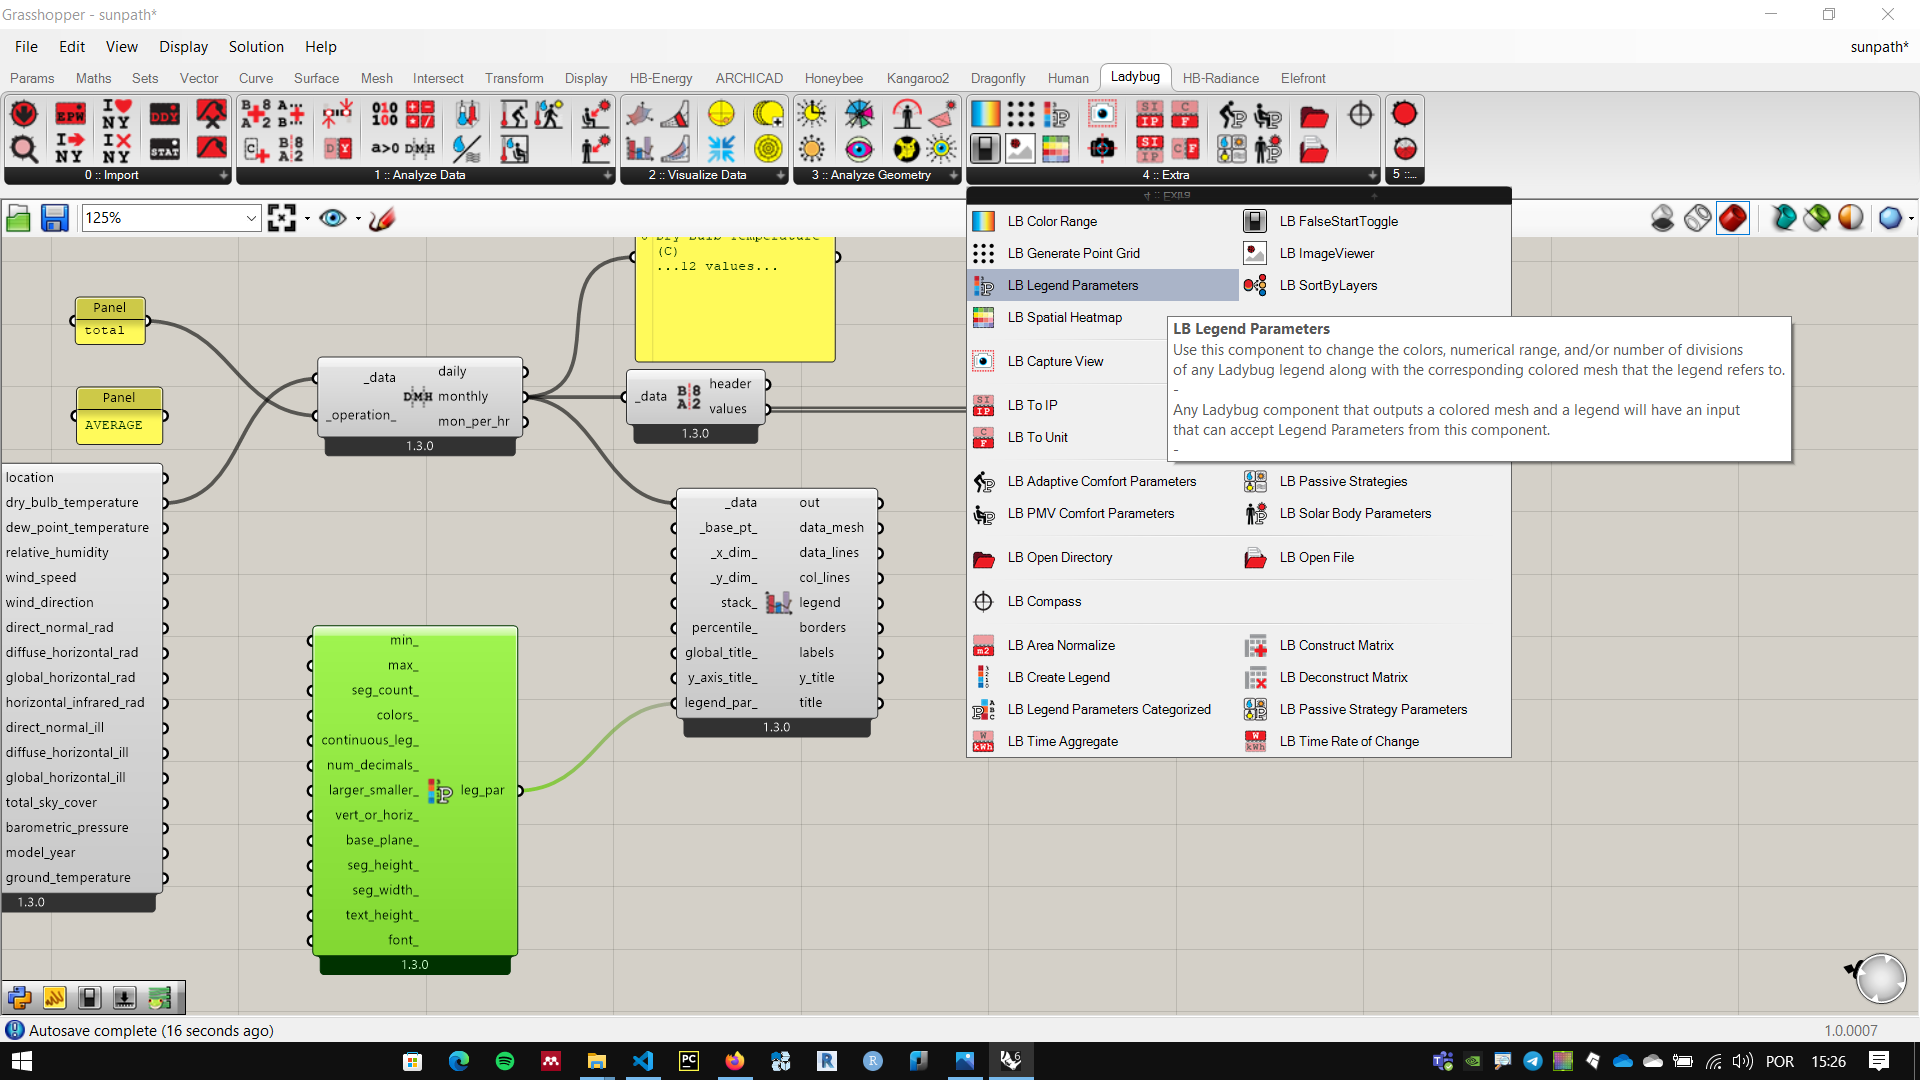 Grasshopper - sunpath*
File Edit View Display Solution Help sunpath*
Params Maths Sets Vector Curve Surface Mesh Intersect Transform Display HB-Energy ARCHICAD Honeybee Kangaroo2 Dragonfly Human Ladybug HB-Radiance Elefront
0 :: Import 1 :: Analyze Data 2 :: Visualize Data 3 :: Analyze Geometry 4 :: Extra 5 ::...
125%
4 :: Extra
LB Color Range
LB Generate Point Grid
LB Legend Parameters
LB Spatial Heatmap
LB Capture View
LB To IP
LB To Unit
LB Adaptive Comfort Parameters
LB PMV Comfort Parameters
LB Open Directory
LB Compass
LB Area Normalize
LB Create Legend
LB Legend Parameters Categorized
LB Time Aggregate
LB FalseStartToggle
LB ImageViewer
LB SortByLayers
LB Passive Strategies
LB Solar Body Parameters
LB Open File
LB Construct Matrix
LB Deconstruct Matrix
LB Passive Strategy Parameters
LB Time Rate of Change
LB Legend Parameters
Use this component to change the colors, numerical range, and/or number of divisions
of any Ladybug legend along with the corresponding colored mesh that the legend refers to.
-
Any Ladybug component that outputs a colored mesh and a legend will have an input
that can accept Legend Parameters from this component.
-
0 Dry Bulb Temperature
(C)
...12 values...
Panel
total
Panel
AVERAGE
_data
_operation_
DMH
daily
monthly
mon_per_hr
1.3.0
_data
header
values
1.3.0
location
dry_bulb_temperature
dew_point_temperature
relative_humidity
wind_speed
wind_direction
direct_normal_rad
diffuse_horizontal_rad
global_horizontal_rad
horizontal_infrared_rad
direct_normal_ill
diffuse_horizontal_ill
global_horizontal_ill
total_sky_cover
barometric_pressure
model_year
ground_temperature
1.3.0
_data
_base_pt_
_x_dim_
_y_dim_
stack_
percentile_
global_title_
y_axis_title_
legend_par_
out
data_mesh
data_lines
col_lines
legend
borders
labels
y_title
title
1.3.0
min_
max_
seg_count_
colors_
continuous_leg_
num_decimals_
larger_smaller_
vert_or_horiz_
base_plane_
seg_height_
seg_width_
text_height_
font_
leg_par
1.3.0
Autosave complete (16 seconds ago) 1.0.0007
POR 15:26